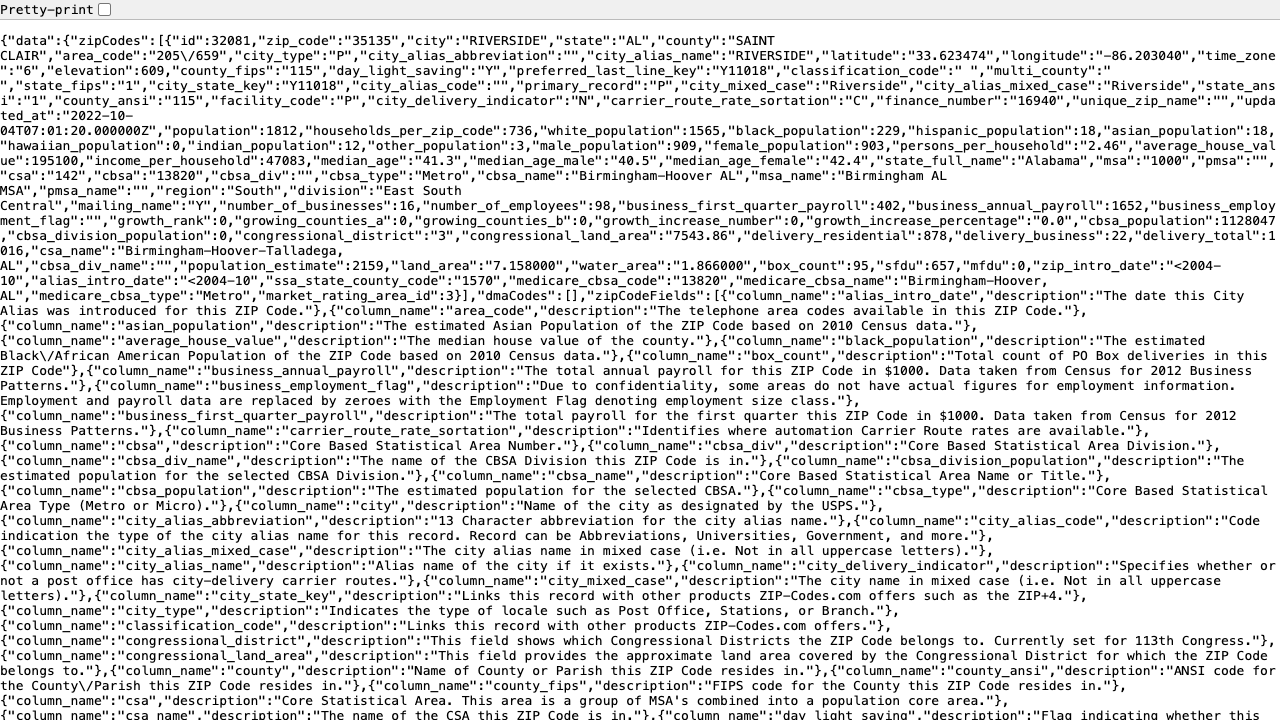 Pretty-print
{"data":{"zipCodes":[{"id":32081,"zip_code":"35135","city":"RIVERSIDE","state":"AL","county":"SAINT
CLAIR","area_code":"205\/659","city_type":"P","city_alias_abbreviation":"","city_alias_name":"RIVERSIDE","latitude":"33.623474","longitude":"-86.203040","time_zone
":"6","elevation":609,"county_fips":"115","day_light_saving":"Y","preferred_last_line_key":"Y11018","classification_code":" ","multi_county":"
","state_fips":"1","city_state_key":"Y11018","city_alias_code":"","primary_record":"P","city_mixed_case":"Riverside","city_alias_mixed_case":"Riverside","state_ans
i":"1","county_ansi":"115","facility_code":"P","city_delivery_indicator":"N","carrier_route_rate_sortation":"C","finance_number":"16940","unique_zip_name":"","upda
ted_at":"2022-10-
04T07:01:20.000000Z","population":1812,"households_per_zip_code":736,"white_population":1565,"black_population":229,"hispanic_population":18,"asian_population":18,
"hawaiian_population":0,"indian_population":12,"other_population":3,"male_population":909,"female_population":903,"persons_per_household":"2.46","average_house_val
ue":195100,"income_per_household":47083,"median_age":"41.3","median_age_male":"40.5","median_age_female":"42.4","state_full_name":"Alabama","msa":"1000","pmsa":"",
"csa":"142","cbsa":"13820","cbsa_div":"","cbsa_type":"Metro","cbsa_name":"Birmingham-Hoover AL","msa_name":"Birmingham AL
MSA","pmsa_name":"","region":"South","division":"East South
Central","mailing_name":"Y","number_of_businesses":16,"number_of_employees":98,"business_first_quarter_payroll":402,"business_annual_payroll":1652,"business_employ
ment_flag":"","growth_rank":0,"growing_counties_a":0,"growing_counties_b":0,"growth_increase_number":0,"growth_increase_percentage":"0.0","cbsa_population":1128047
,"cbsa_division_population":0,"congressional_district":"3","congressional_land_area":"7543.86","delivery_residential":878,"delivery_business":22,"delivery_total":1
016,"csa_name":"Birmingham-Hoover-Talladega,
AL","cbsa_div_name":"","population_estimate":2159,"land_area":"7.158000","water_area":"1.866000","box_count":95,"sfdu":657,"mfdu":0,"zip_intro_date":"<2004-
10","alias_intro_date":"<2004-10","ssa_state_county_code":"1570","medicare_cbsa_code":"13820","medicare_cbsa_name":"Birmingham-Hoover,
AL","medicare_cbsa_type":"Metro","market_rating_area_id":3}],"dmaCodes":[],"zipCodeFields":[{"column_name":"alias_intro_date","description":"The date this City
Alias was introduced for this ZIP Code."},{"column_name":"area_code","description":"The telephone area codes available in this ZIP Code."},
{"column_name":"asian_population","description":"The estimated Asian Population of the ZIP Code based on 2010 Census data."},
{"column_name":"average_house_value","description":"The median house value of the county."},{"column_name":"black_population","description":"The estimated
Black\/African American Population of the ZIP Code based on 2010 Census data."},{"column_name":"box_count","description":"Total count of PO Box deliveries in this
ZIP Code"},{"column_name":"business_annual_payroll","description":"The total annual payroll for this ZIP Code in $1000. Data taken from Census for 2012 Business
Patterns."},{"column_name":"business_employment_flag","description":"Due to confidentiality, some areas do not have actual figures for employment information.
Employment and payroll data are replaced by zeroes with the Employment Flag denoting employment size class."},
{"column_name":"business_first_quarter_payroll","description":"The total payroll for the first quarter this ZIP Code in $1000. Data taken from Census for 2012
Business Patterns."},{"column_name":"carrier_route_rate_sortation","description":"Identifies where automation Carrier Route rates are available."},
{"column_name":"cbsa","description":"Core Based Statistical Area Number."},{"column_name":"cbsa_div","description":"Core Based Statistical Area Division."},
{"column_name":"cbsa_div_name","description":"The name of the CBSA Division this ZIP Code is in."},{"column_name":"cbsa_division_population","description":"The
estimated population for the selected CBSA Division."},{"column_name":"cbsa_name","description":"Core Based Statistical Area Name or Title."},
{"column_name":"cbsa_population","description":"The estimated population for the selected CBSA."},{"column_name":"cbsa_type","description":"Core Based Statistical
Area Type (Metro or Micro)."},{"column_name":"city","description":"Name of the city as designated by the USPS."},
{"column_name":"city_alias_abbreviation","description":"13 Character abbreviation for the city alias name."},{"column_name":"city_alias_code","description":"Code
indication the type of the city alias name for this record. Record can be Abbreviations, Universities, Government, and more."},
{"column_name":"city_alias_mixed_case","description":"The city alias name in mixed case (i.e. Not in all uppercase letters)."},
{"column_name":"city_alias_name","description":"Alias name of the city if it exists."},{"column_name":"city_delivery_indicator","description":"Specifies whether or
not a post office has city-delivery carrier routes."},{"column_name":"city_mixed_case","description":"The city name in mixed case (i.e. Not in all uppercase
letters)."},{"column_name":"city_state_key","description":"Links this record with other products ZIP-Codes.com offers such as the ZIP+4."},
{"column_name":"city_type","description":"Indicates the type of locale such as Post Office, Stations, or Branch."},
{"column_name":"classification_code","description":"Links this record with other products ZIP-Codes.com offers."},
{"column_name":"congressional_district","description":"This field shows which Congressional Districts the ZIP Code belongs to. Currently set for 113th Congress."},
{"column_name":"congressional_land_area","description":"This field provides the approximate land area covered by the Congressional District for which the ZIP Code
belongs to."},{"column_name":"county","description":"Name of County or Parish this ZIP Code resides in."},{"column_name":"county_ansi","description":"ANSI code for
the County\/Parish this ZIP Code resides in."},{"column_name":"county_fips","description":"FIPS code for the County this ZIP Code resides in."},
{"column_name":"csa","description":"Core Statistical Area. This area is a group of MSA's combined into a population core area."},
{"column_name":"csa_name","description":"The name of the CSA this ZIP Code is in."},{"column_name":"day_light_saving","description":"Flag indicating whether this